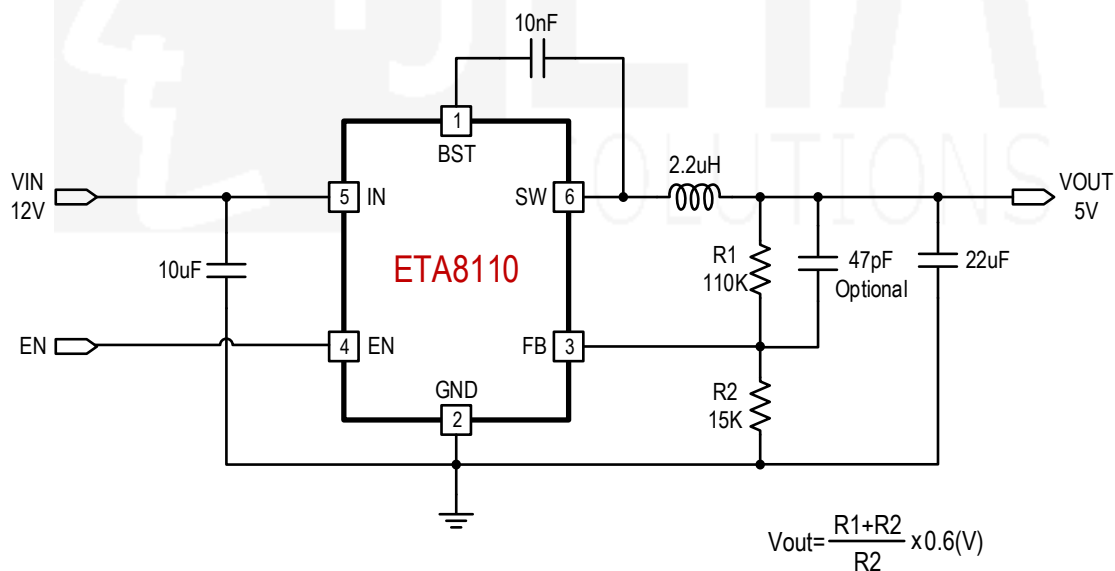 10nF
1
BST
2.2uH
VIN
12V
5
IN
SW
6
VOUT
5V
ETA8110
10uF
R1
110K
47pF
Optional
22uF
EN
4
EN
FB
3
GND
2
R2
15K
Vout=R1+R2/R2 x0.6(V)
SOLUTIONS